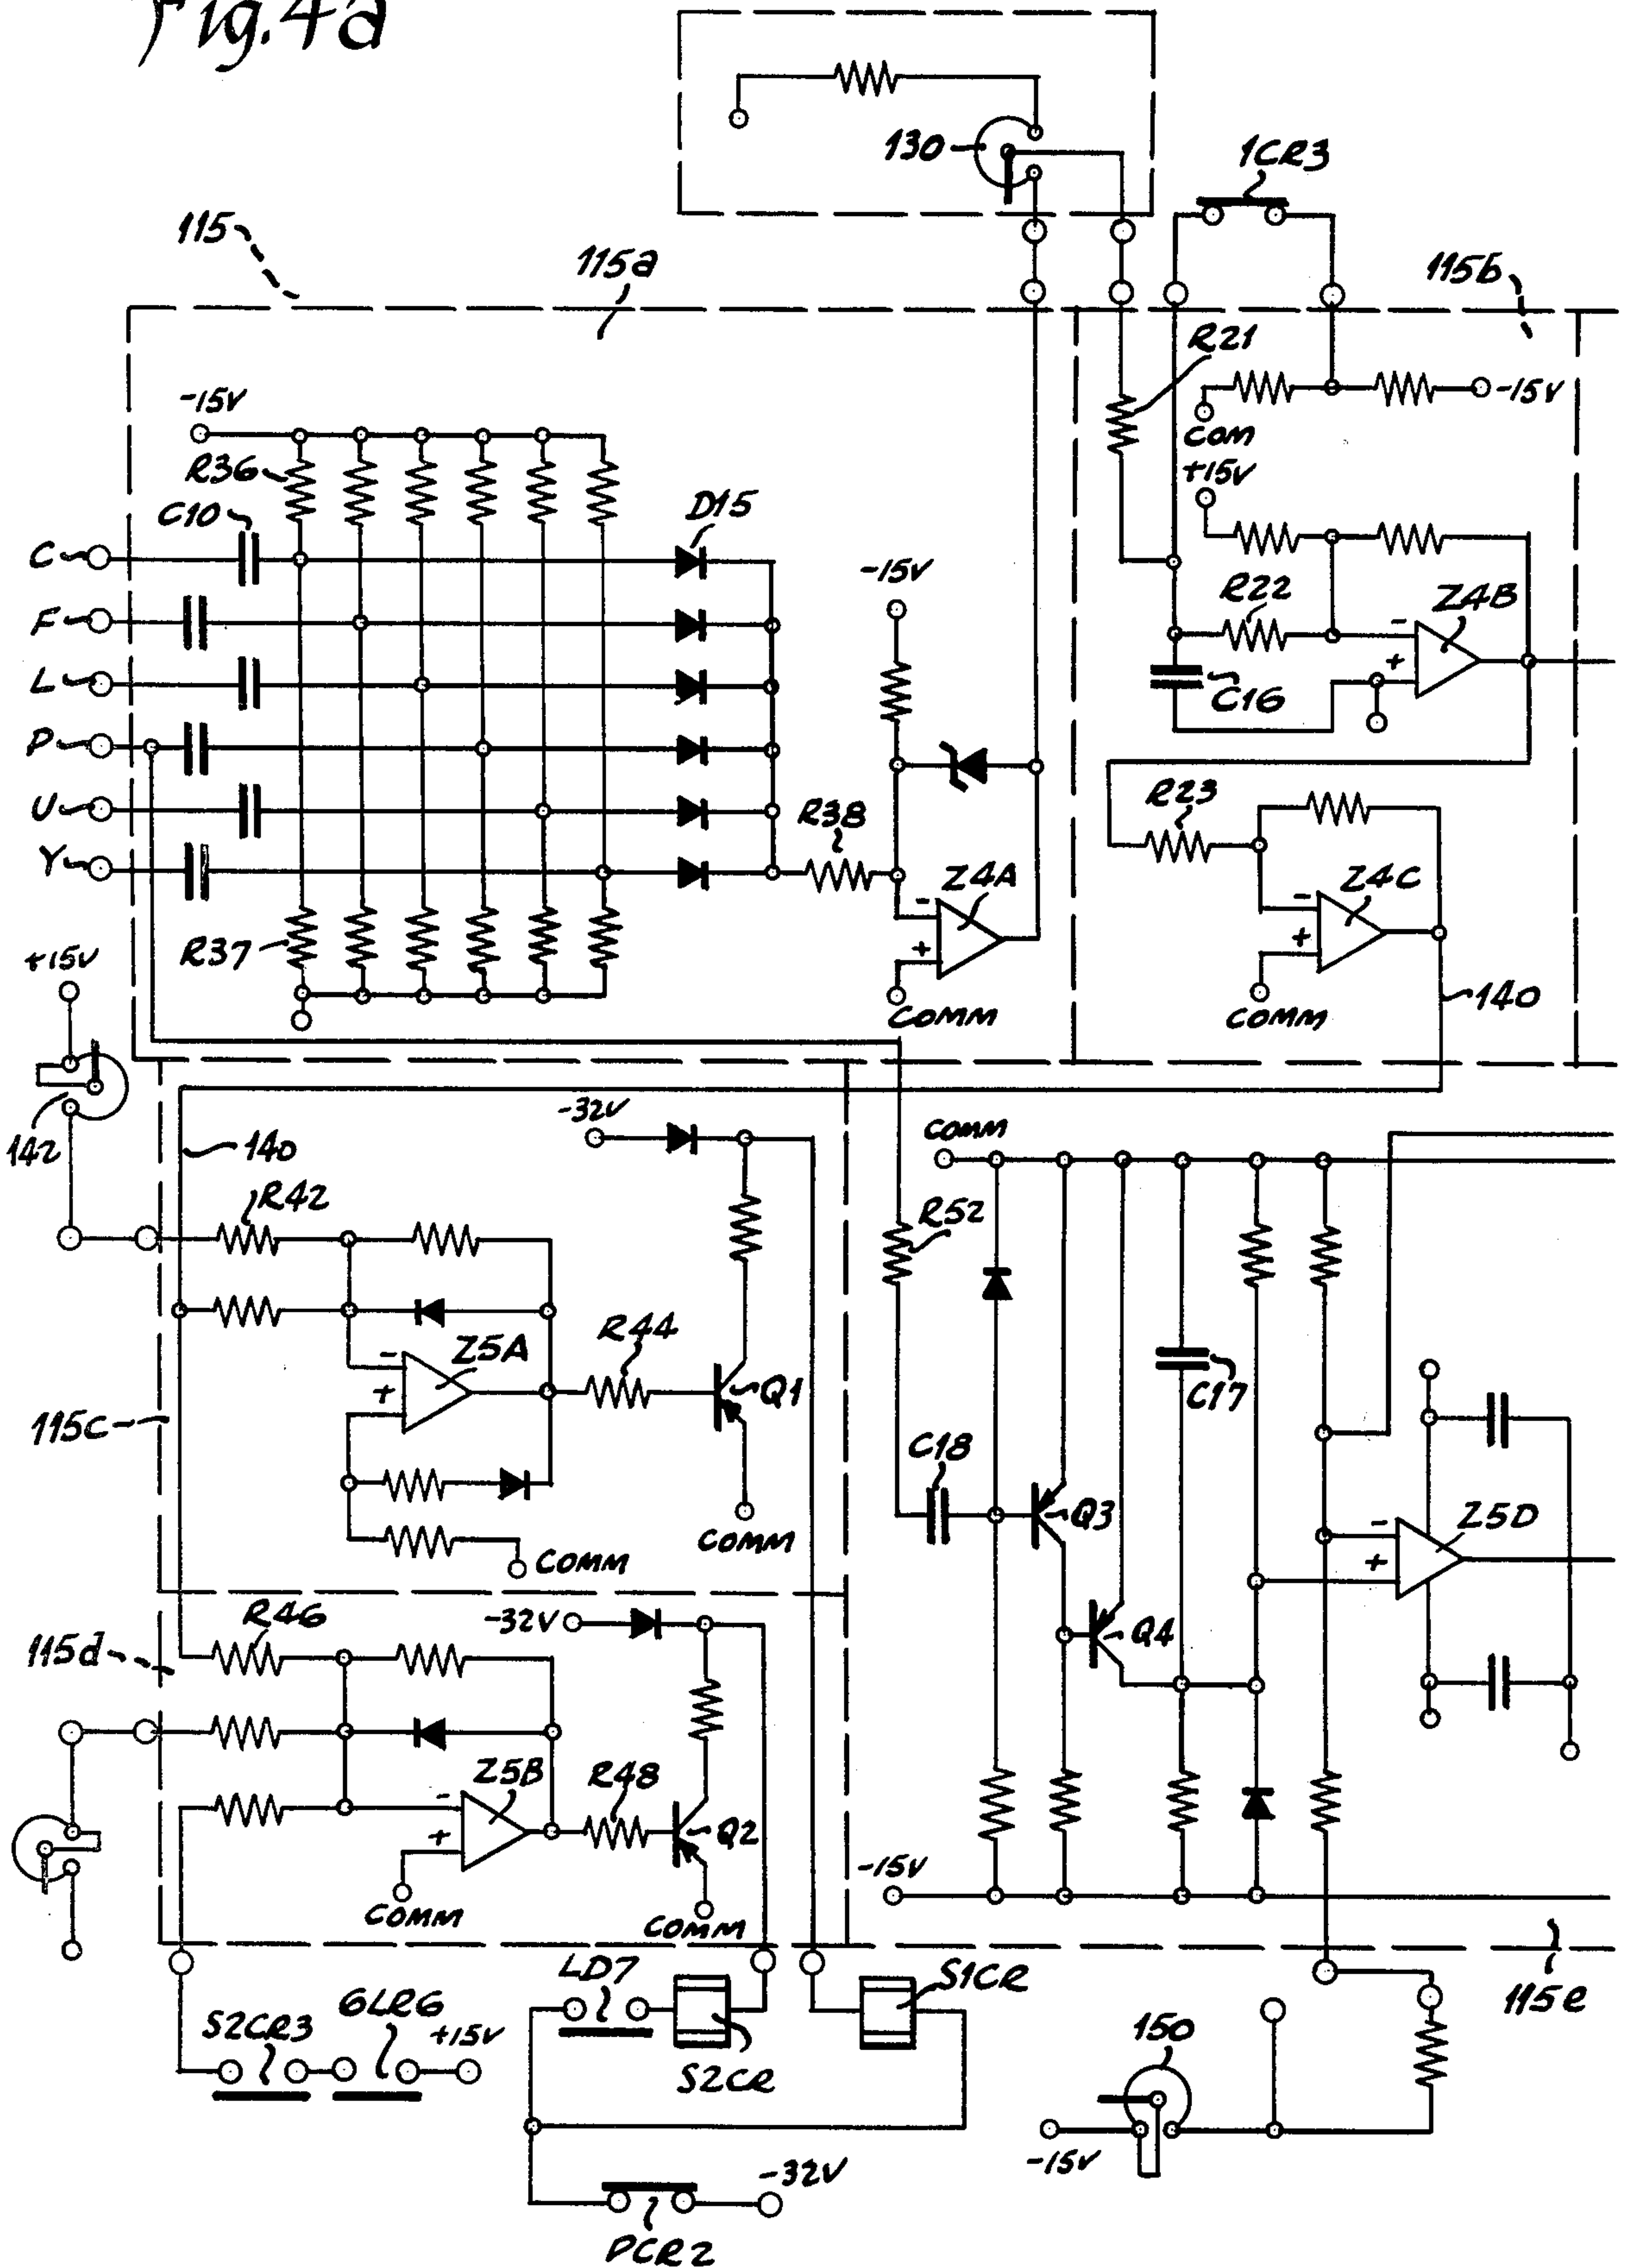 Fig. 4a
130
1CR3
115
115a
115b
R21
-15V
COM
-15V
R36
+15V
C10
D15
C
-15V
F
R22
Z4B
-
+
L
C16
P
R23
U
R38
Y
Z4A
Z4C
-
+
-
+
R37
+15V
COMM
COMM
140
-32V
142
140
COMM
R42
R52
R44
Z5A
-
+
Q1
C17
115c
C18
Q3
Z5D
-
+
COMM
COMM
R46
-32V
Q4
115d
Z5B
R48
-
+
Q2
-15V
COMM
COMM
LD7
S1CR
115e
S2CR3
6LR6
+15V
150
S2CR
-15V
-32V
PCR2